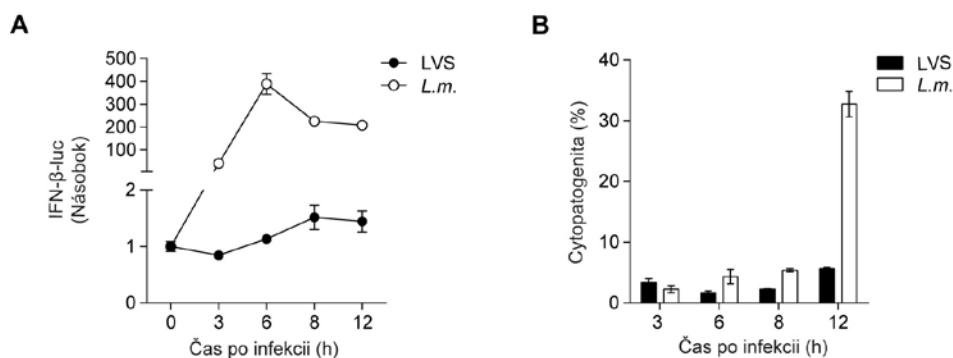 A
500
400
300
200
100
2
1
0
IFN-β-luc
(Násobok)
0 3 6 8 12
Čas po infekcii (h)
LVS
L.m.
B
40
30
20
10
0
Cytopatogenita (%)
3 6 8 12
Čas po infekcii (h)
LVS
L.m.